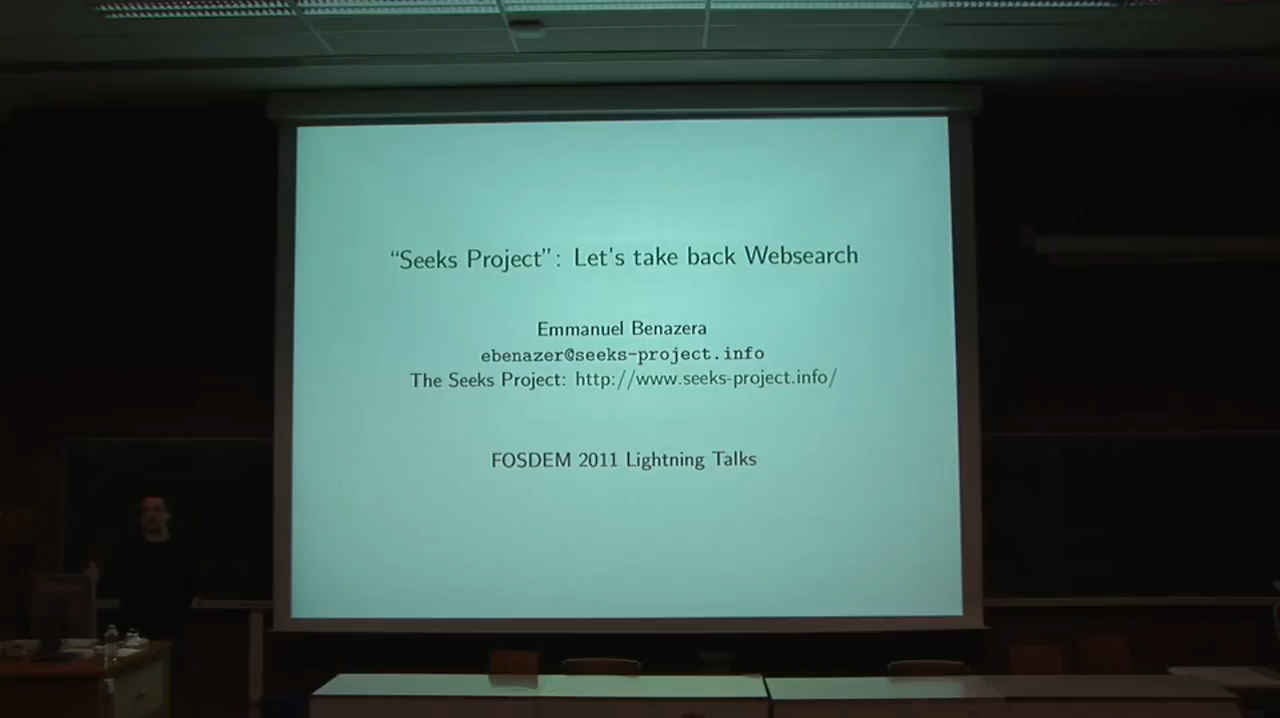 “Seeks Project”: Let's take back Websearch
Emmanuel Benazera
ebenazer@seeks-project.info
The Seeks Project: http://www.seeks-project.info/
FOSDEM 2011 Lightning Talks